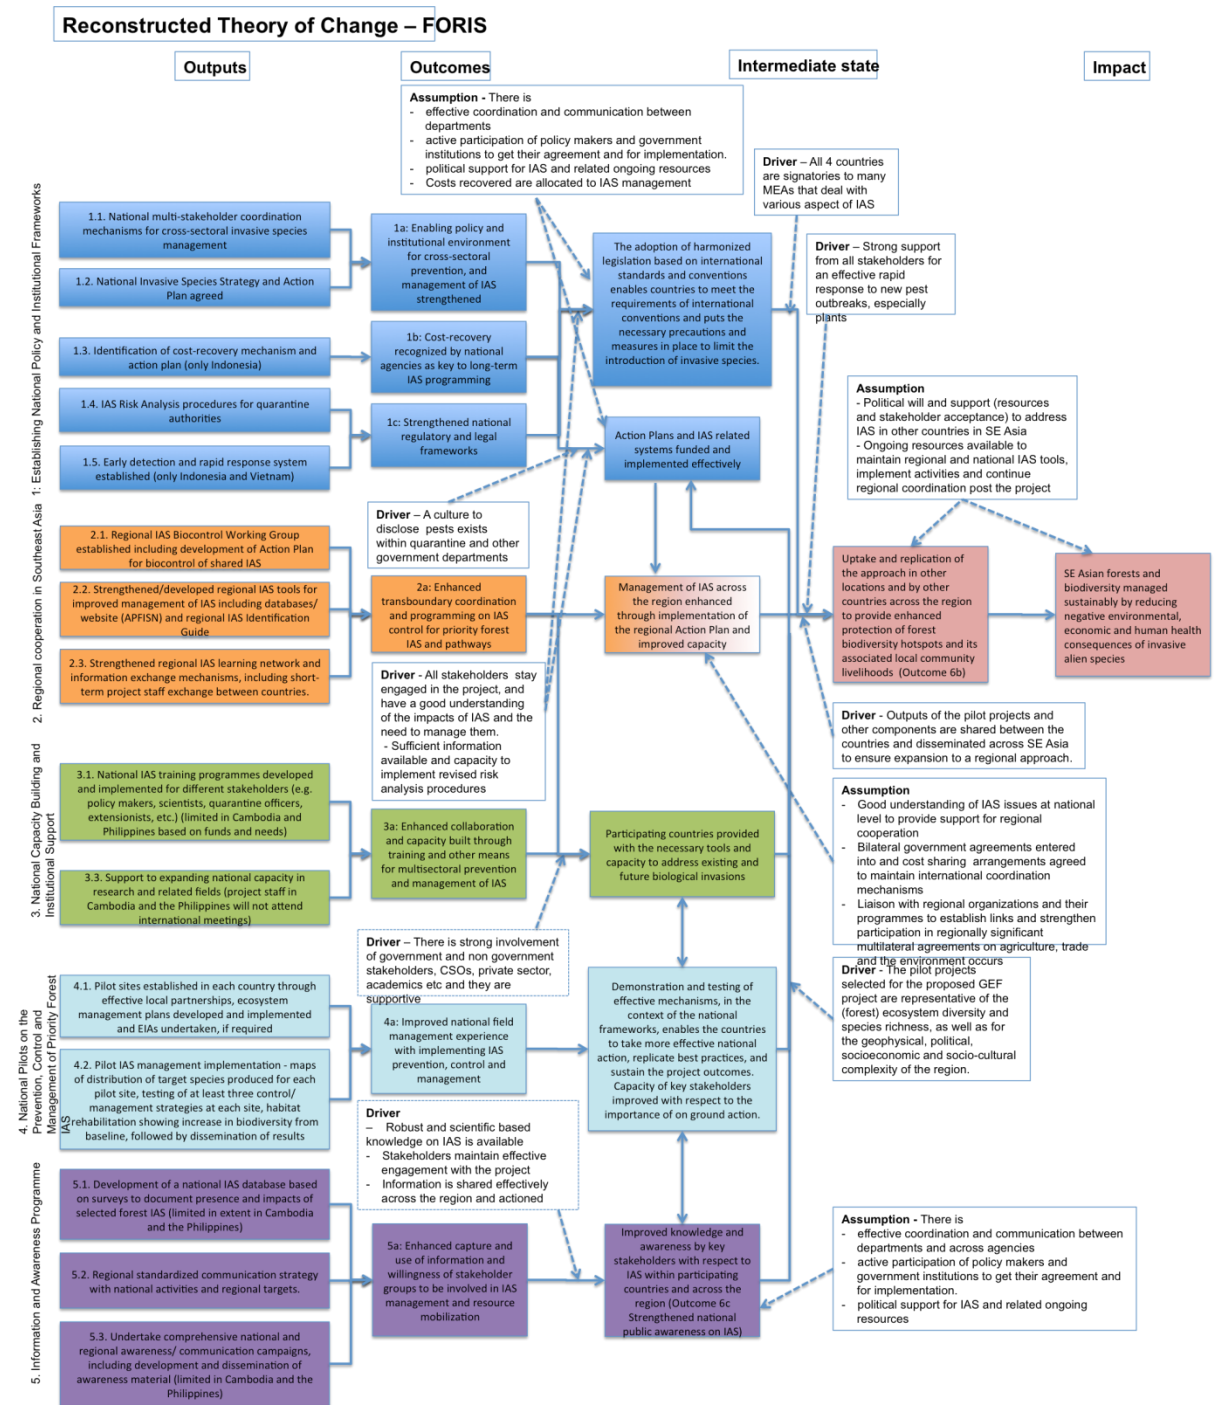 Reconstructed Theory of Change – FORIS
Outputs
Outcomes
Intermediate state
Impact
Assumption - There is
- effective coordination and communication between
departments
- active participation of policy makers and government
institutions to get their agreement and for implementation.
- political support for IAS and related ongoing resources
- Costs recovered are allocated to IAS management
Driver – All 4 countries
are signatories to many
MEAs that deal with
various aspect of IAS
Driver – Strong support
from all stakeholders for
an effective rapid
response to new pest
outbreaks, especially
plants
1: Establishing National Policy and Institutional Frameworks
1.1. National multi-stakeholder coordination
mechanisms for cross-sectoral invasive species
management
1.2. National Invasive Species Strategy and Action
Plan agreed
1.3. Identification of cost-recovery mechanism and
action plan (only Indonesia)
1.4. IAS Risk Analysis procedures for quarantine
authorities
1.5. Early detection and rapid response system
established (only Indonesia and Vietnam)
1a: Enabling policy and
institutional environment
for cross-sectoral
prevention, and
management of IAS
strengthened
1b: Cost-recovery
recognized by national
agencies as key to long-term
IAS programming
1c: Strengthened national
regulatory and legal
frameworks
The adoption of harmonized
legislation based on international
standards and conventions
enables countries to meet the
requirements of international
conventions and puts the
necessary precautions and
measures in place to limit the
introduction of invasive species.
Action Plans and IAS related
systems funded and
implemented effectively
Assumption
- Political will and support (resources
and stakeholder acceptance) to address
IAS in other countries in SE Asia
- Ongoing resources available to
maintain regional and national IAS tools,
implement activities and continue
regional coordination post the project
Driver – A culture to
disclose pests exists
within quarantine and other
government departments
2. Regional cooperation in Southeast Asia
2.1. Regional IAS Biocontrol Working Group
established including development of Action Plan
for biocontrol of shared IAS
2.2. Strengthened/developed regional IAS tools for
improved management of IAS including databases/
website (APFISN) and regional IAS Identification
Guide
2.3. Strengthened regional IAS learning network and
information exchange mechanisms, including short-
term project staff exchange between countries.
2a: Enhanced
transboundary coordination
and programming on IAS
control for priority forest
IAS and pathways
Management of IAS across
the region enhanced
through implementation of
the regional Action Plan and
improved capacity
Uptake and replication of
the approach in other
locations and by other
countries across the region
to provide enhanced
protection of forest
biodiversity hotspots and its
associated local community
livelihoods (Outcome 6b)
SE Asian forests and
biodiversity managed
sustainably by reducing
negative environmental,
economic and human health
consequences of invasive
alien species
Driver - All stakeholders stay
engaged in the project, and
have a good understanding
of the impacts of IAS and the
need to manage them.
- Sufficient information
available and capacity to
implement revised risk
analysis procedures
Driver - Outputs of the pilot projects and
other components are shared between the
countries and disseminated across SE Asia
to ensure expansion to a regional approach.
Assumption
- Good understanding of IAS issues at national
level to provide support for regional
cooperation
- Bilateral government agreements entered
into and cost sharing arrangements agreed
to maintain international coordination
mechanisms
- Liaison with regional organizations and their
programmes to establish links and strengthen
participation in regionally significant
multilateral agreements on agriculture, trade
and the environment occurs
3. National Capacity Building and
Institutional Support
3.1. National IAS training programmes developed
and implemented for different stakeholders (e.g.
policy makers, scientists, quarantine officers,
extensionists, etc.) (limited in Cambodia and
Philippines based on funds and needs)
3.3. Support to expanding national capacity in
research and related fields (project staff in
Cambodia and the Philippines will not attend
international meetings)
3a: Enhanced collaboration
and capacity built through
training and other means
for multisectoral prevention
and management of IAS
Participating countries provided
with the necessary tools and
capacity to address existing and
future biological invasions
Driver – There is strong involvement
of government and non government
stakeholders, CSOs, private sector,
academics etc and they are
supportive
Driver - The pilot projects
selected for the proposed GEF
project are representative of the
(forest) ecosystem diversity and
species richness, as well as for
the geophysical, political,
socioeconomic and socio-cultural
complexity of the region.
4. National Pilots on the
Prevention, Control and
Management of Priority Forest
IAS
4.1. Pilot sites established in each country through
effective local partnerships, ecosystem
management plans developed and implemented
and EIAs undertaken, if required
4.2. Pilot IAS management implementation - maps
of distribution of target species produced for each
pilot site, testing of at least three control/
management strategies at each site, habitat
rehabilitation showing increase in biodiversity from
baseline, followed by dissemination of results
4a: Improved national field
management experience
with implementing IAS
prevention, control and
management
Demonstration and testing of
effective mechanisms, in the
context of the national
frameworks, enables the countries
to take more effective national
action, replicate best practices, and
sustain the project outcomes.
Capacity of key stakeholders
improved with respect to the
importance of on ground action.
Driver
– Robust and scientific based
knowledge on IAS is available
- Stakeholders maintain effective
engagement with the project
- Information is shared effectively
across the region and actioned
5. Information and Awareness Programme
5.1. Development of a national IAS database based
on surveys to document presence and impacts of
selected forest IAS (limited in extent in Cambodia
and the Philippines)
5.2. Regional standardized communication strategy
with national activities and regional targets.
5.3. Undertake comprehensive national and
regional awareness/ communication campaigns,
including development and dissemination of
awareness material (limited in Cambodia and the
Philippines)
5a: Enhanced capture and
use of information and
willingness of stakeholder
groups to be involved in IAS
management and resource
mobilization
Improved knowledge and
awareness by key
stakeholders with respect to
IAS within participating
countries and across the
region (Outcome 6c
Strengthened national
public awareness on IAS)
Assumption - There is
- effective coordination and communication between
departments and across agencies
- active participation of policy makers and
government institutions to get their agreement and
for implementation.
- political support for IAS and related ongoing
resources